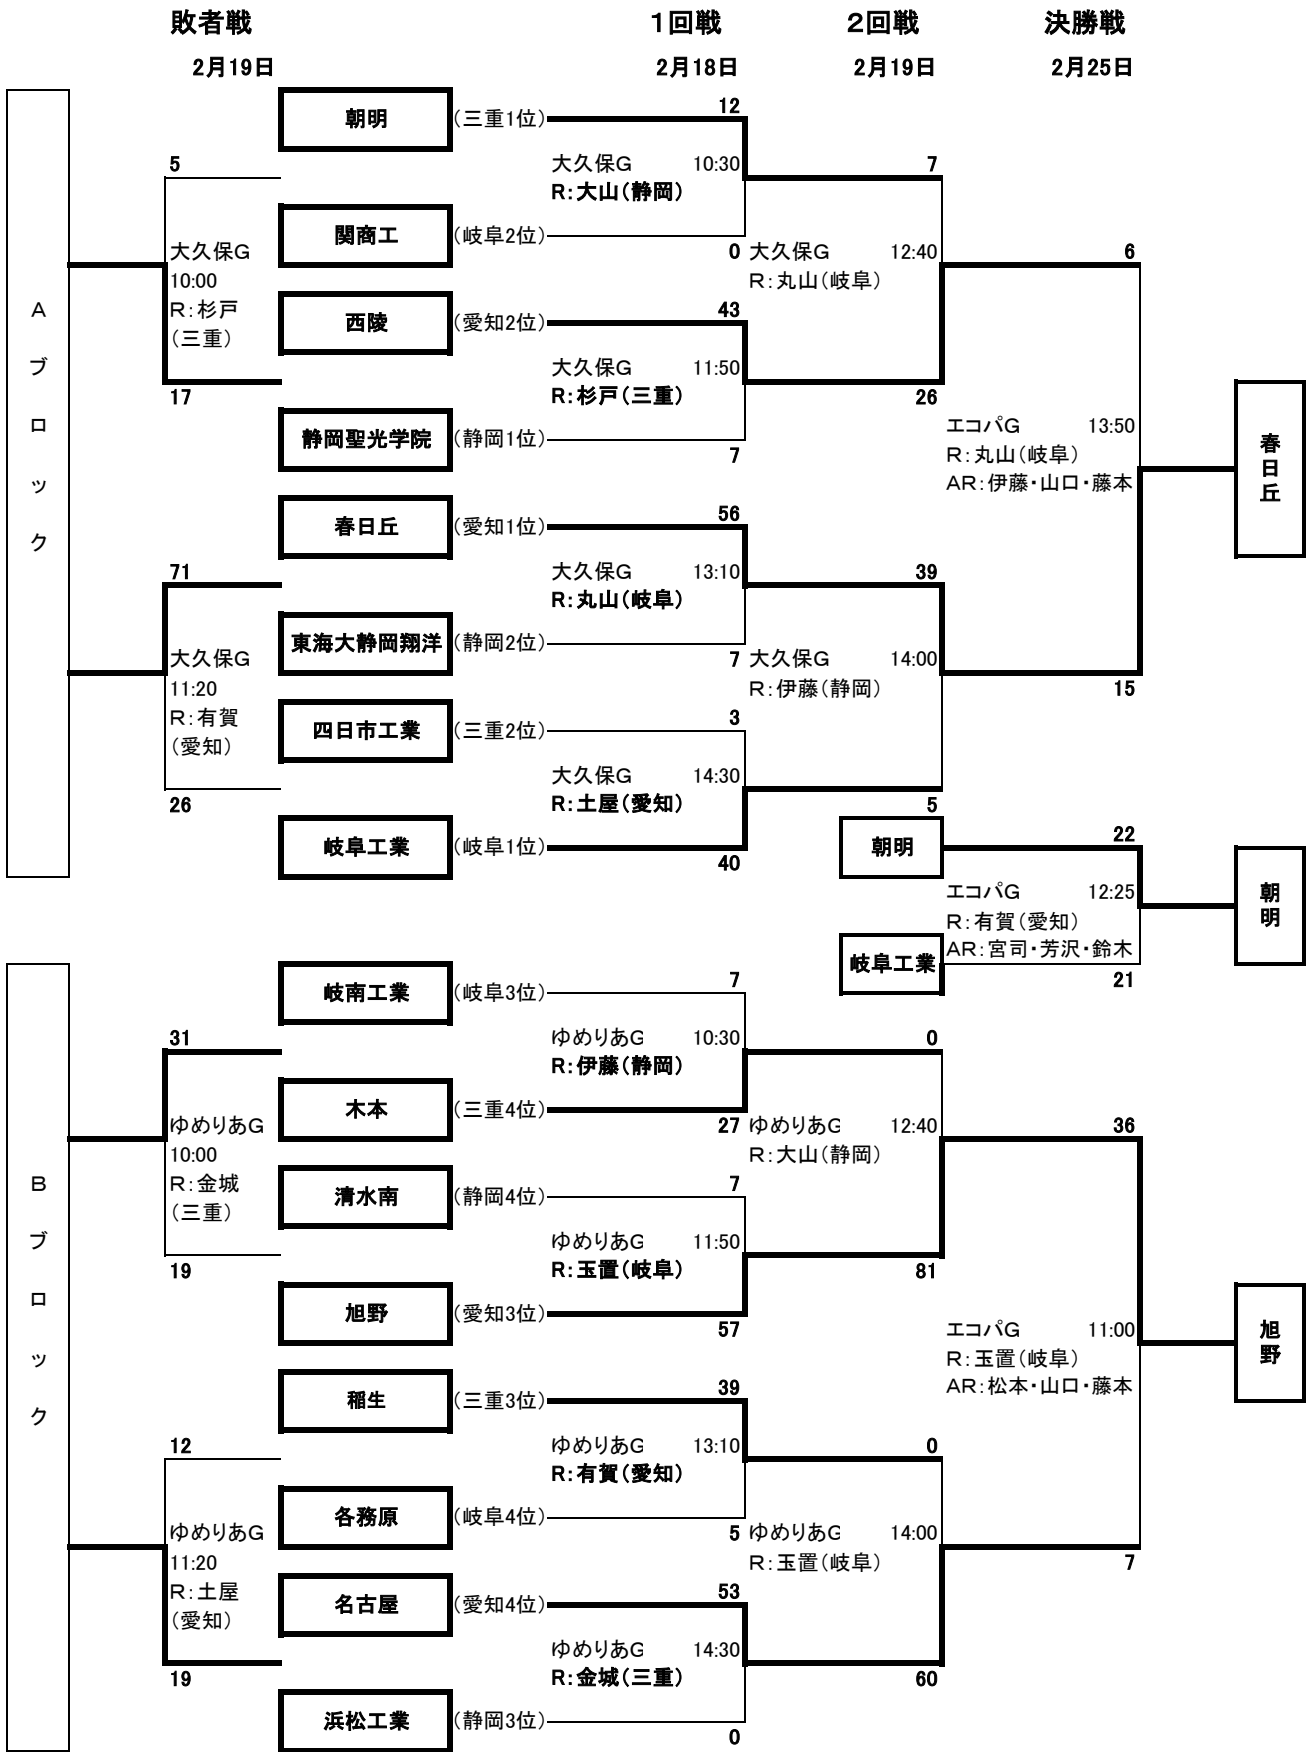 敗者戦 1回戦 2回戦 決勝戦
2月19日 2月18日 2月19日 2月25日
Aブロック
朝明 (三重1位) 12
5 大久保G 10:30 7
R:大山(静岡)
関商工 (岐阜2位)
大久保G 0 大久保G 12:40 6
10:00 R:丸山(岐阜)
R:杉戸 西陵 (愛知2位) 43
(三重)
大久保G 11:50
17 R:杉戸(三重) 26
静岡聖光学院 (静岡1位) エコパG 13:50
7 R:丸山(岐阜)
AR:伊藤・山口・藤本
春日丘
春日丘 (愛知1位) 56
71 大久保G 13:10 39
R:丸山(岐阜)
東海大静岡翔洋 (静岡2位)
大久保G 7 大久保G 14:00
11:20 R:伊藤(静岡) 15
R:有賀 四日市工業 (三重2位) 3
(愛知)
大久保G 14:30
26 R:土屋(愛知) 5
岐阜工業 (岐阜1位) 40
朝明 22
エコパG 12:25
R:有賀(愛知)
AR:宮司・芳沢・鈴木
岐阜工業 21
朝明
Bブロック
岐南工業 (岐阜3位) 7
31 ゆめりあG 10:30 0
R:伊藤(静岡)
木本 (三重4位)
ゆめりあG 27 ゆめりあG 12:40 36
10:00 R:大山(静岡)
R:金城 清水南 (静岡4位) 7
(三重)
ゆめりあG 11:50
19 R:玉置(岐阜) 81
旭野 (愛知3位) 57
エコパG 11:00
R:玉置(岐阜)
AR:松本・山口・藤本
旭野
稲生 (三重3位) 39
12 ゆめりあG 13:10 0
R:有賀(愛知)
各務原 (岐阜4位)
ゆめりあG 5 ゆめりあG 14:00
11:20 R:玉置(岐阜) 7
R:土屋 名古屋 (愛知4位) 53
(愛知)
ゆめりあG 14:30
19 R:金城(三重) 60
浜松工業 (静岡3位) 0